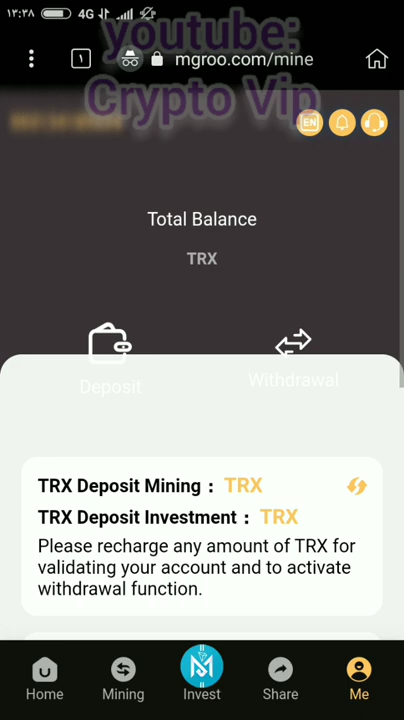 ۱۳:۳۸ 4G
youtube:
۱ mgroo.com/mine
Crypto Vip
EN
Total Balance
TRX
Deposit Withdrawal
TRX Deposit Mining : TRX
TRX Deposit Investment : TRX
Please recharge any amount of TRX for
validating your account and to activate
withdrawal function.
Home Mining Invest Share Me